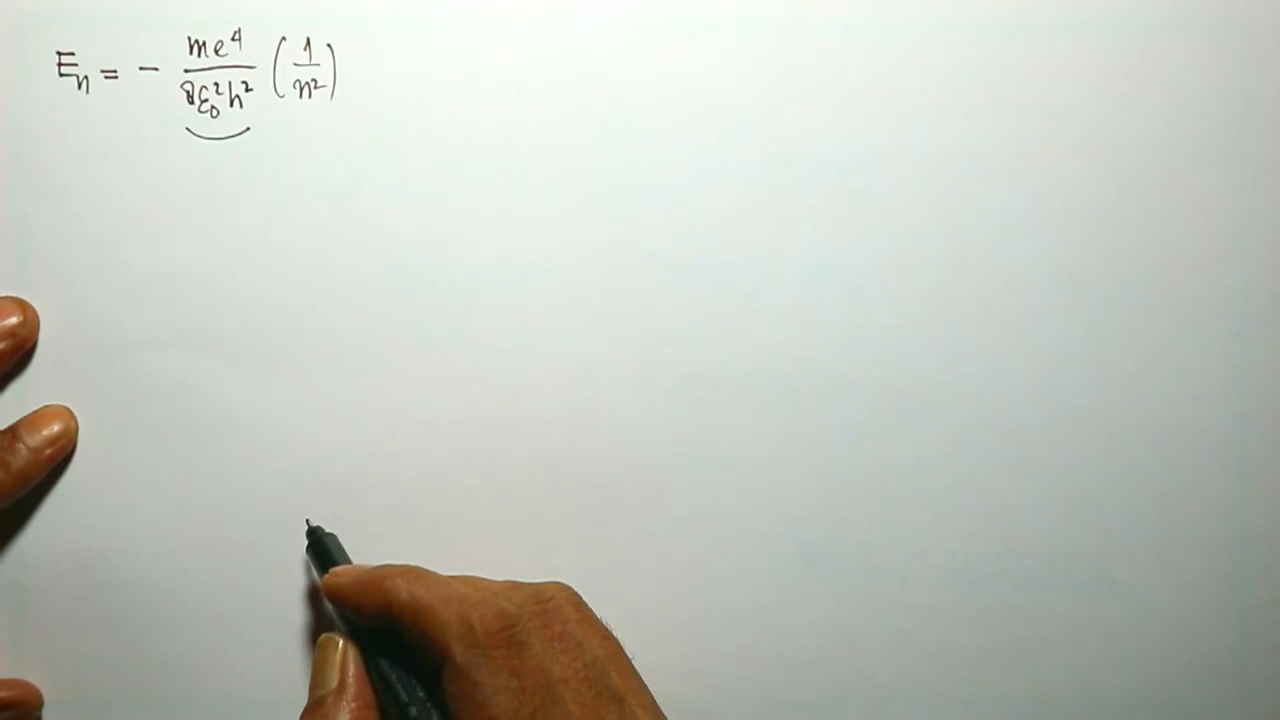 Eₙ = - me⁴/8ε₀²h² (1/n²)